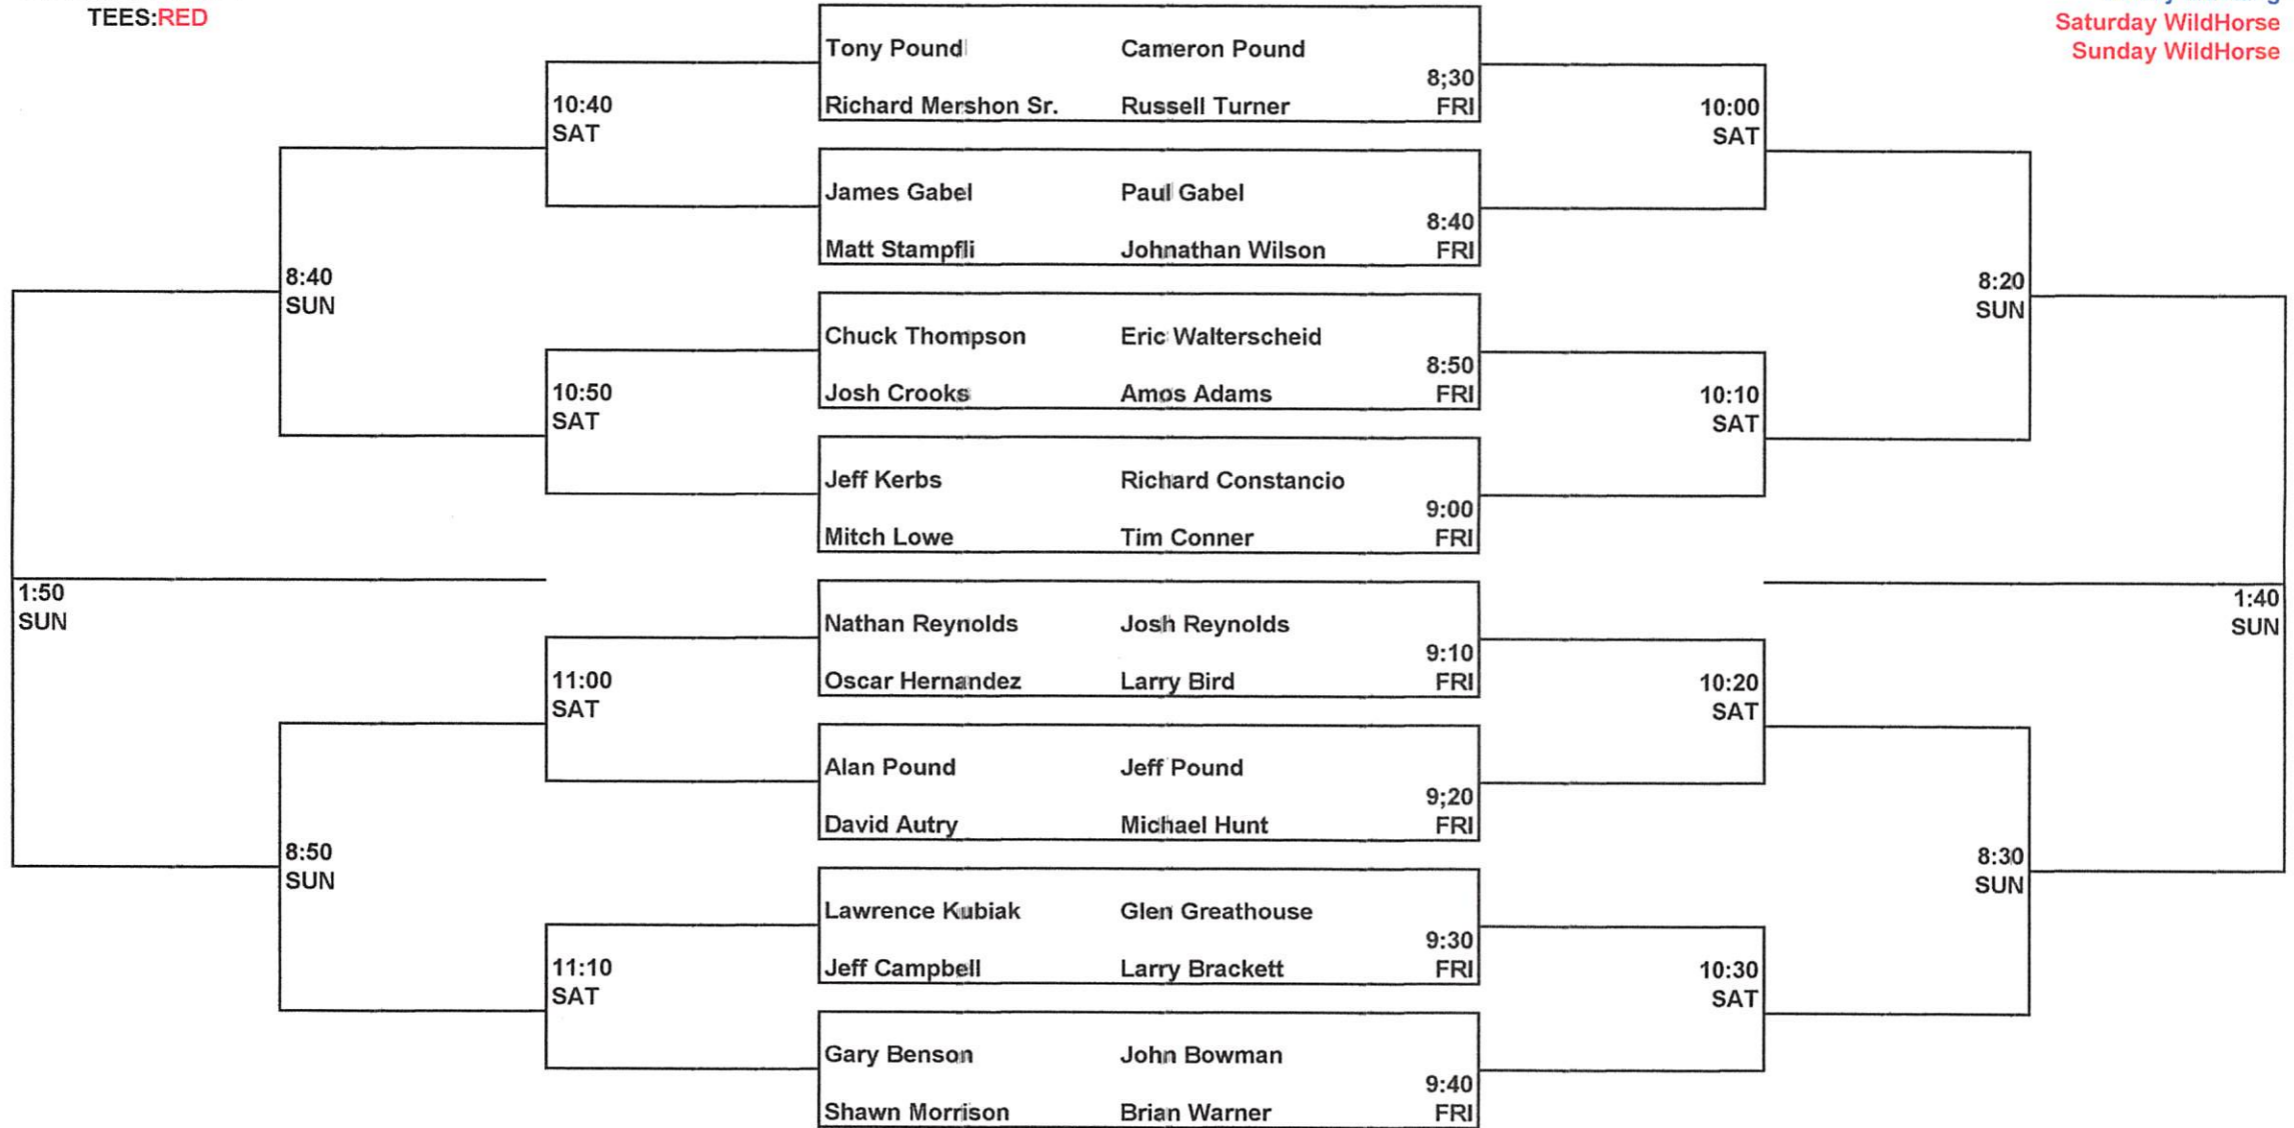 TEES:RED
Saturday WildHorse
Sunday WildHorse
Tony Pound Cameron Pound
8;30
Richard Mershon Sr. Russell Turner FRI
10:40
SAT
10:00
SAT
James Gabel Paul Gabel
8:40
Matt Stampfli Johnathan Wilson FRI
8:40
SUN
8:20
SUN
Chuck Thompson Eric Walterscheid
8:50
Josh Crooks Amos Adams FRI
10:50
SAT
10:10
SAT
Jeff Kerbs Richard Constancio
9:00
Mitch Lowe Tim Conner FRI
1:50
SUN
1:40
SUN
Nathan Reynolds Josh Reynolds
9:10
Oscar Hernandez Larry Bird FRI
11:00
SAT
10:20
SAT
Alan Pound Jeff Pound
9;20
David Autry Michael Hunt FRI
8:50
SUN
8:30
SUN
Lawrence Kubiak Glen Greathouse
9:30
Jeff Campbell Larry Brackett FRI
11:10
SAT
10:30
SAT
Gary Benson John Bowman
9:40
Shawn Morrison Brian Warner FRI